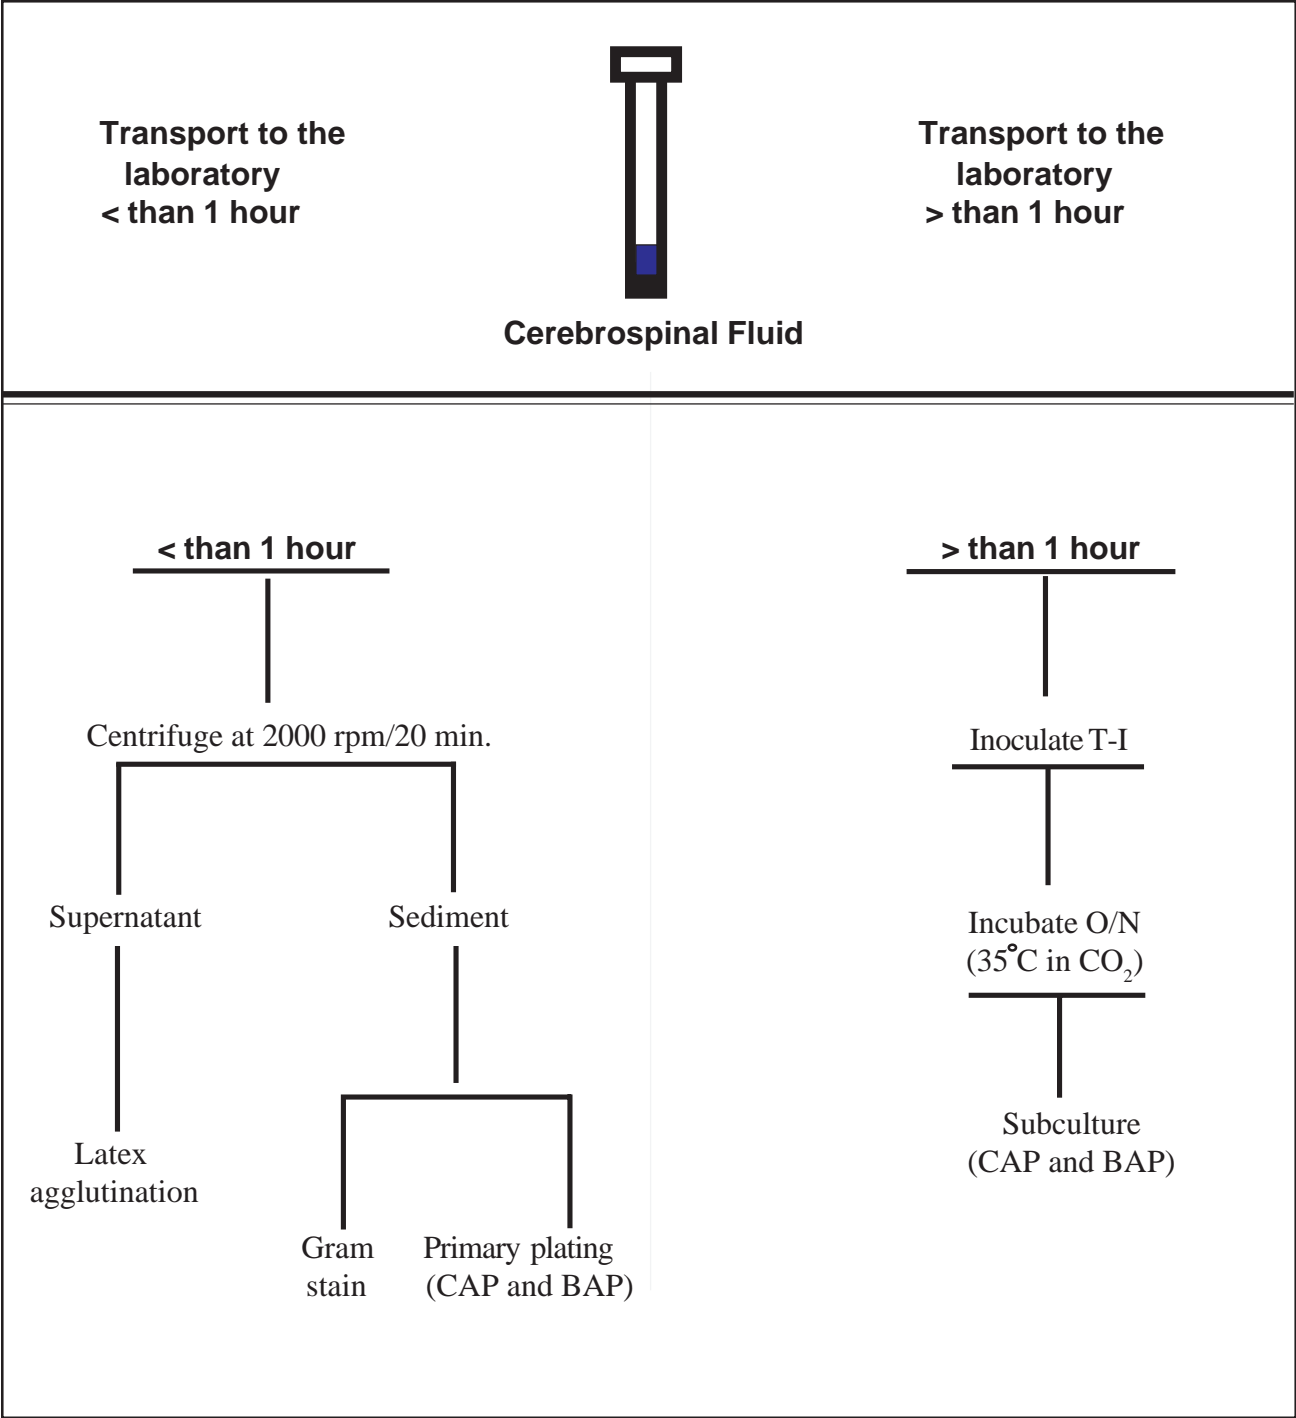 Transport to the
laboratory
< than 1 hour
Transport to the
laboratory
> than 1 hour
Cerebrospinal Fluid
< than 1 hour
Centrifuge at 2000 rpm/20 min.
Supernatant
Sediment
Latex
agglutination
Gram
stain
Primary plating
(CAP and BAP)
> than 1 hour
Inoculate T-I
Incubate O/N
(35°C in CO₂)
Subculture
(CAP and BAP)